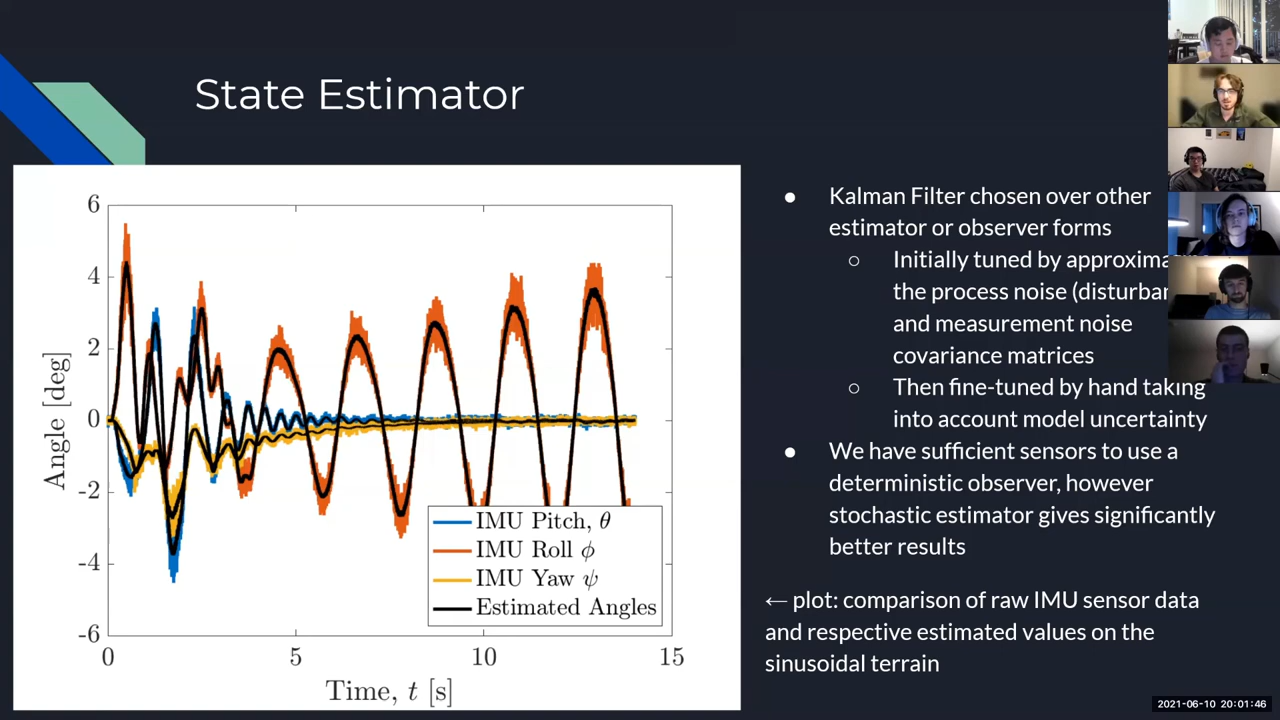 State Estimator
6
4
2
0
-2
-4
-6
Angle [deg]
0
5
10
15
Time, t [s]
IMU Pitch, θ
IMU Roll ϕ
IMU Yaw ψ
Estimated Angles
● Kalman Filter chosen over other
estimator or observer forms
○ Initially tuned by
the process noise
and measurement noise
covariance matrices
○ Then fine-tuned by hand taking
into account model uncertainty
● We have sufficient sensors to use a
deterministic observer, however
stochastic estimator gives significantly
better results
← plot: comparison of raw IMU sensor data
and respective estimated values on the
sinusoidal terrain
2021-06-10 20:01:46